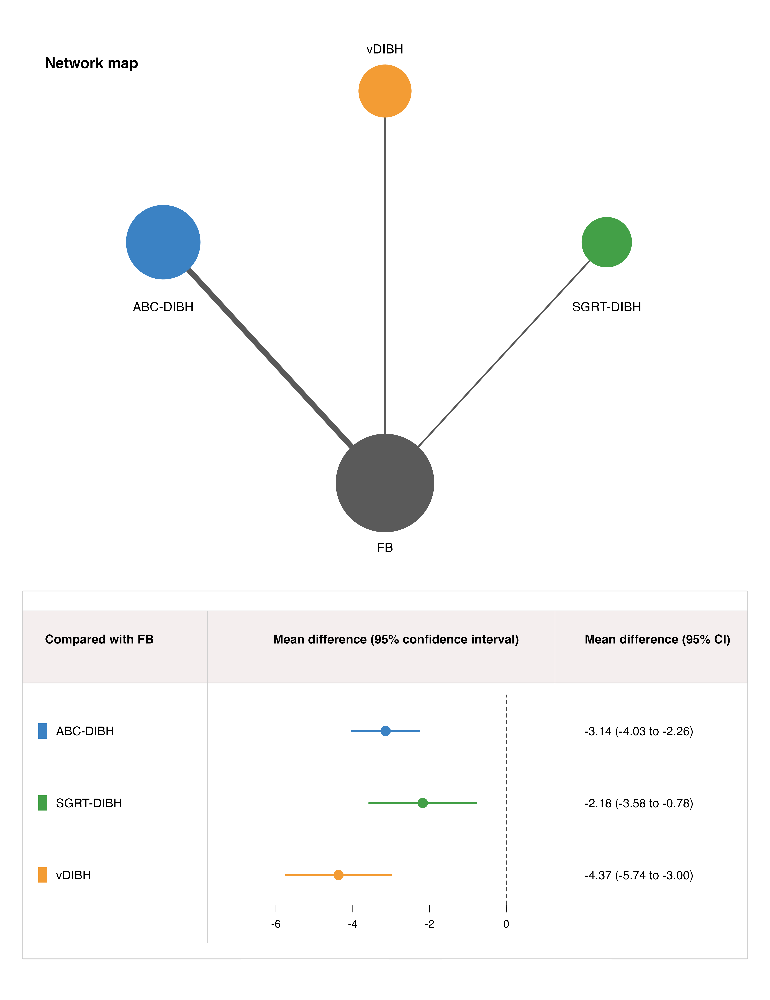 Network map
vDIBH
ABC-DIBH
SGRT-DIBH
FB
Compared with FB
Mean difference (95% confidence interval)
Mean difference (95% CI)
ABC-DIBH
-3.14 (-4.03 to -2.26)
SGRT-DIBH
-2.18 (-3.58 to -0.78)
vDIBH
-4.37 (-5.74 to -3.00)
-6 -4 -2 0